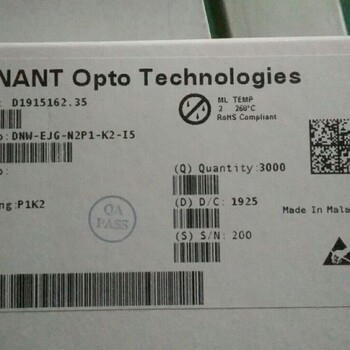 NANT Opto Technologies
: D1915162.35
ML TEMP
2 260°C
RoHS Compliant
o: DNW-EJG-N2P1-K2-I5
o:
(Q) Quantity: 3000
ng: P1K2
QA
PASS
(D) D/C: 1925
Made In Mala
(S) S/N: 200